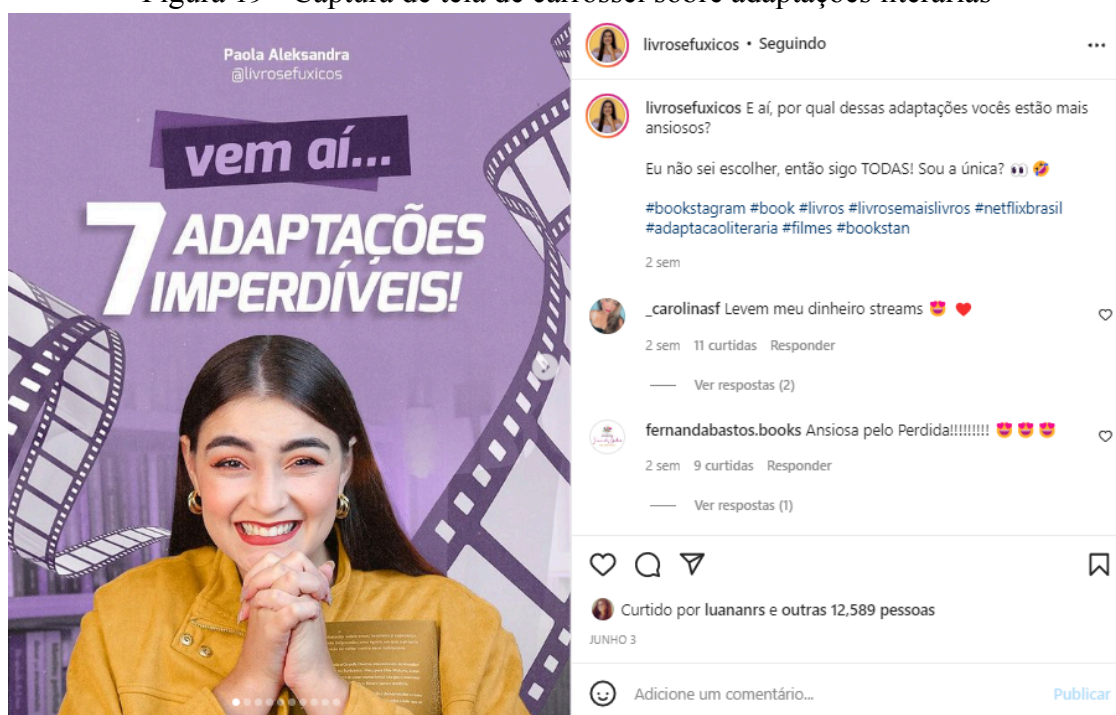 Figura 19 - Captura de tela de carrossel sobre adaptações literárias
Paola Aleksandra
@livrosefuxicos
vem aí...
7 ADAPTAÇÕES
IMPERDÍVEIS!
livrosefuxicos • Seguindo
livrosefuxicos E aí, por qual dessas adaptações vocês estão mais
ansiosos?
Eu não sei escolher, então sigo TODAS! Sou a única? 👀 🤣
#bookstagram #book #livros #livrosemaislivros #netflixbrasil
#adaptacaoliteraria #filmes #bookstan
2 sem
_carolinasf Levem meu dinheiro streams 😍 ♥️
2 sem 11 curtidas Responder
Ver respostas (2)
fernandabastos.books Ansiosa pelo Perdida!!!!!!!!! 😍 😍 😍
2 sem 9 curtidas Responder
Ver respostas (1)
Curtido por luananrs e outras 12,589 pessoas
JUNHO 3
Adicione um comentário...
Publicar